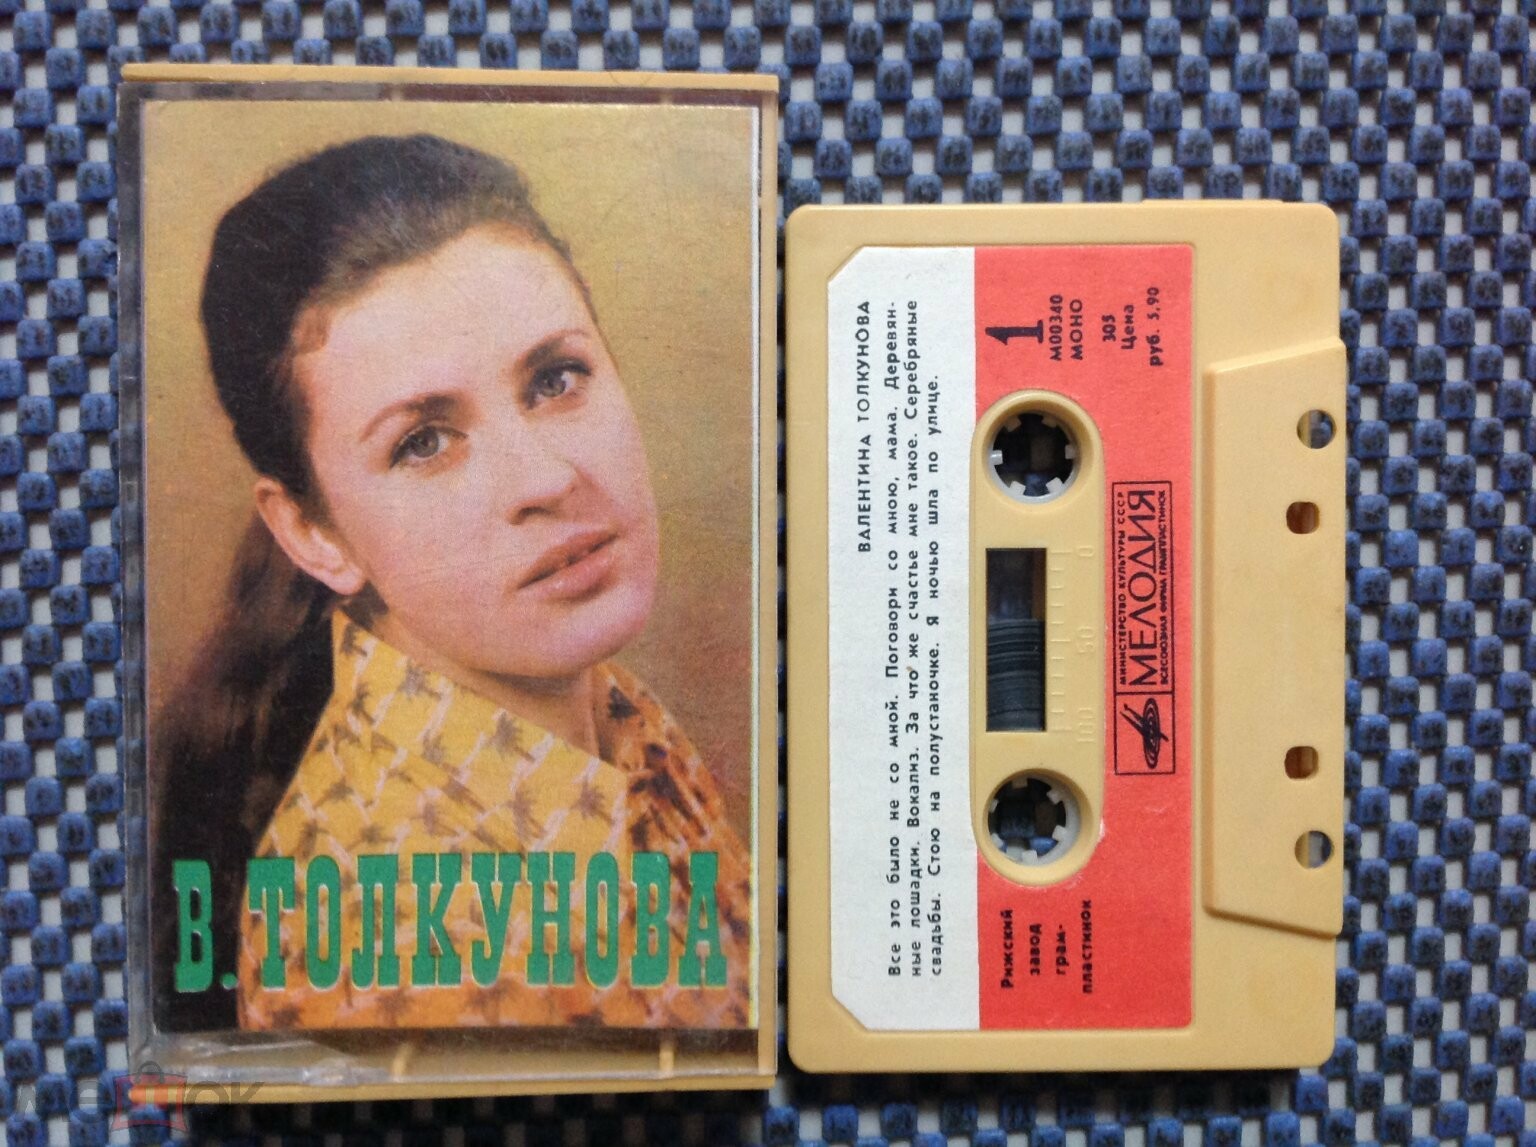 В. ТОЛКУНОВА
ВАЛЕНТИНА ТОЛКУНОВА
Все это было не со мной. Поговори со мною, мама. Деревян-
ные лошадки. Вокализ. За что же счастье мне такое. Серебряные
свадьбы. Стою на полустаночке. Я ночью шла по улице.
1
М00340
МОНО
305
Цена
руб. 5,90
Рижский
завод
грам-
пластинок
100 50 0
МИНИСТЕРСТВО КУЛЬТУРЫ СССР
МЕЛОДИЯ
ВСЕСОЮЗНАЯ ФИРМА ГРАМПЛАСТИНОК
мешок